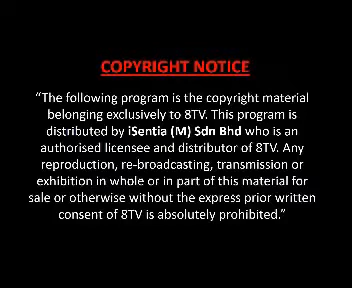 COPYRIGHT NOTICE
“The following program is the copyright material
belonging exclusively to 8TV. This program is
distributed by iSentia (M) Sdn Bhd who is an
authorised licensee and distributor of 8TV. Any
reproduction, re-broadcasting, transmission or
exhibition in whole or in part of this material for
sale or otherwise without the express prior written
consent of 8TV is absolutely prohibited.”